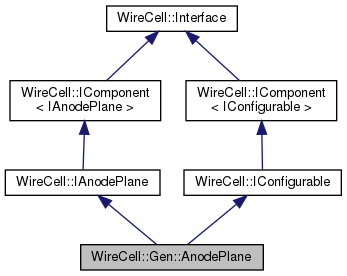 WireCell::Interface
WireCell::IComponent
< IAnodePlane >
WireCell::IComponent
< IConfigurable >
WireCell::IAnodePlane
WireCell::IConfigurable
WireCell::Gen::AnodePlane